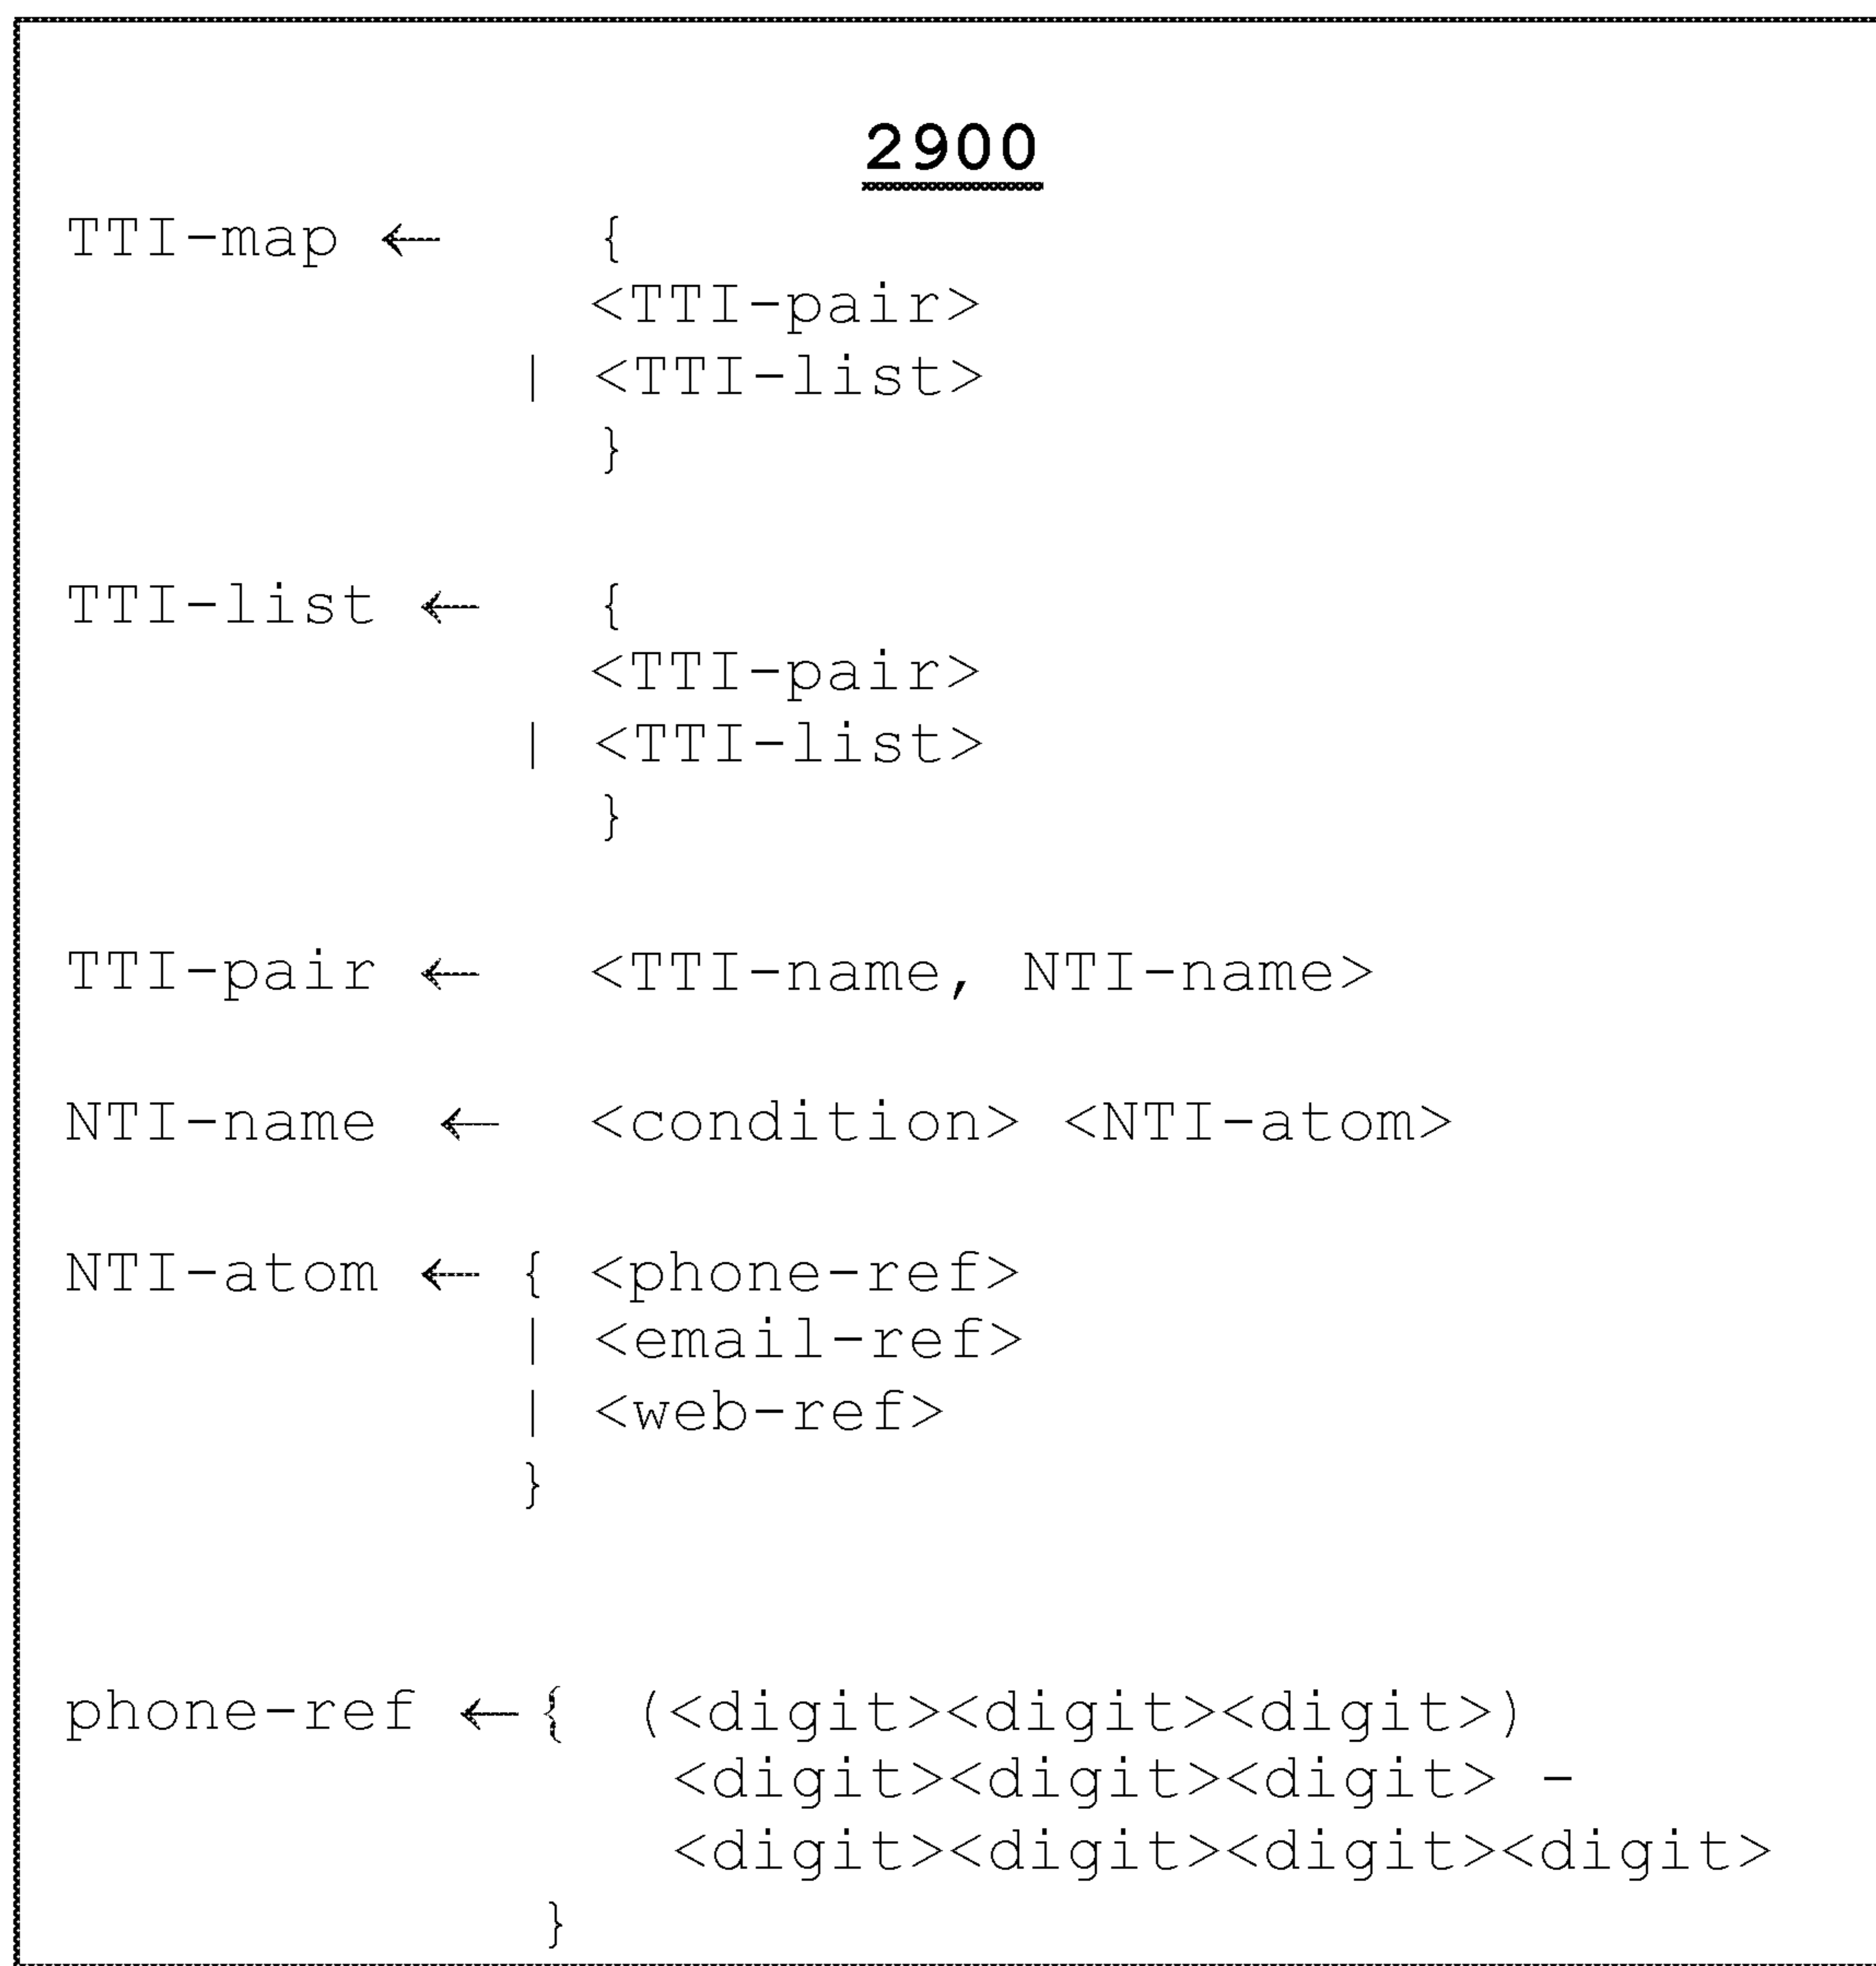 2900
TTI-map ← {
<TTI-pair>
| <TTI-list>
}
TTI-list ← {
<TTI-pair>
| <TTI-list>
}
TTI-pair ← <TTI-name, NTI-name>
NTI-name ← <condition> <NTI-atom>
NTI-atom ← { <phone-ref>
| <email-ref>
| <web-ref>
}
phone-ref ← { (<digit><digit><digit>)
<digit><digit><digit> -
<digit><digit><digit><digit>
}